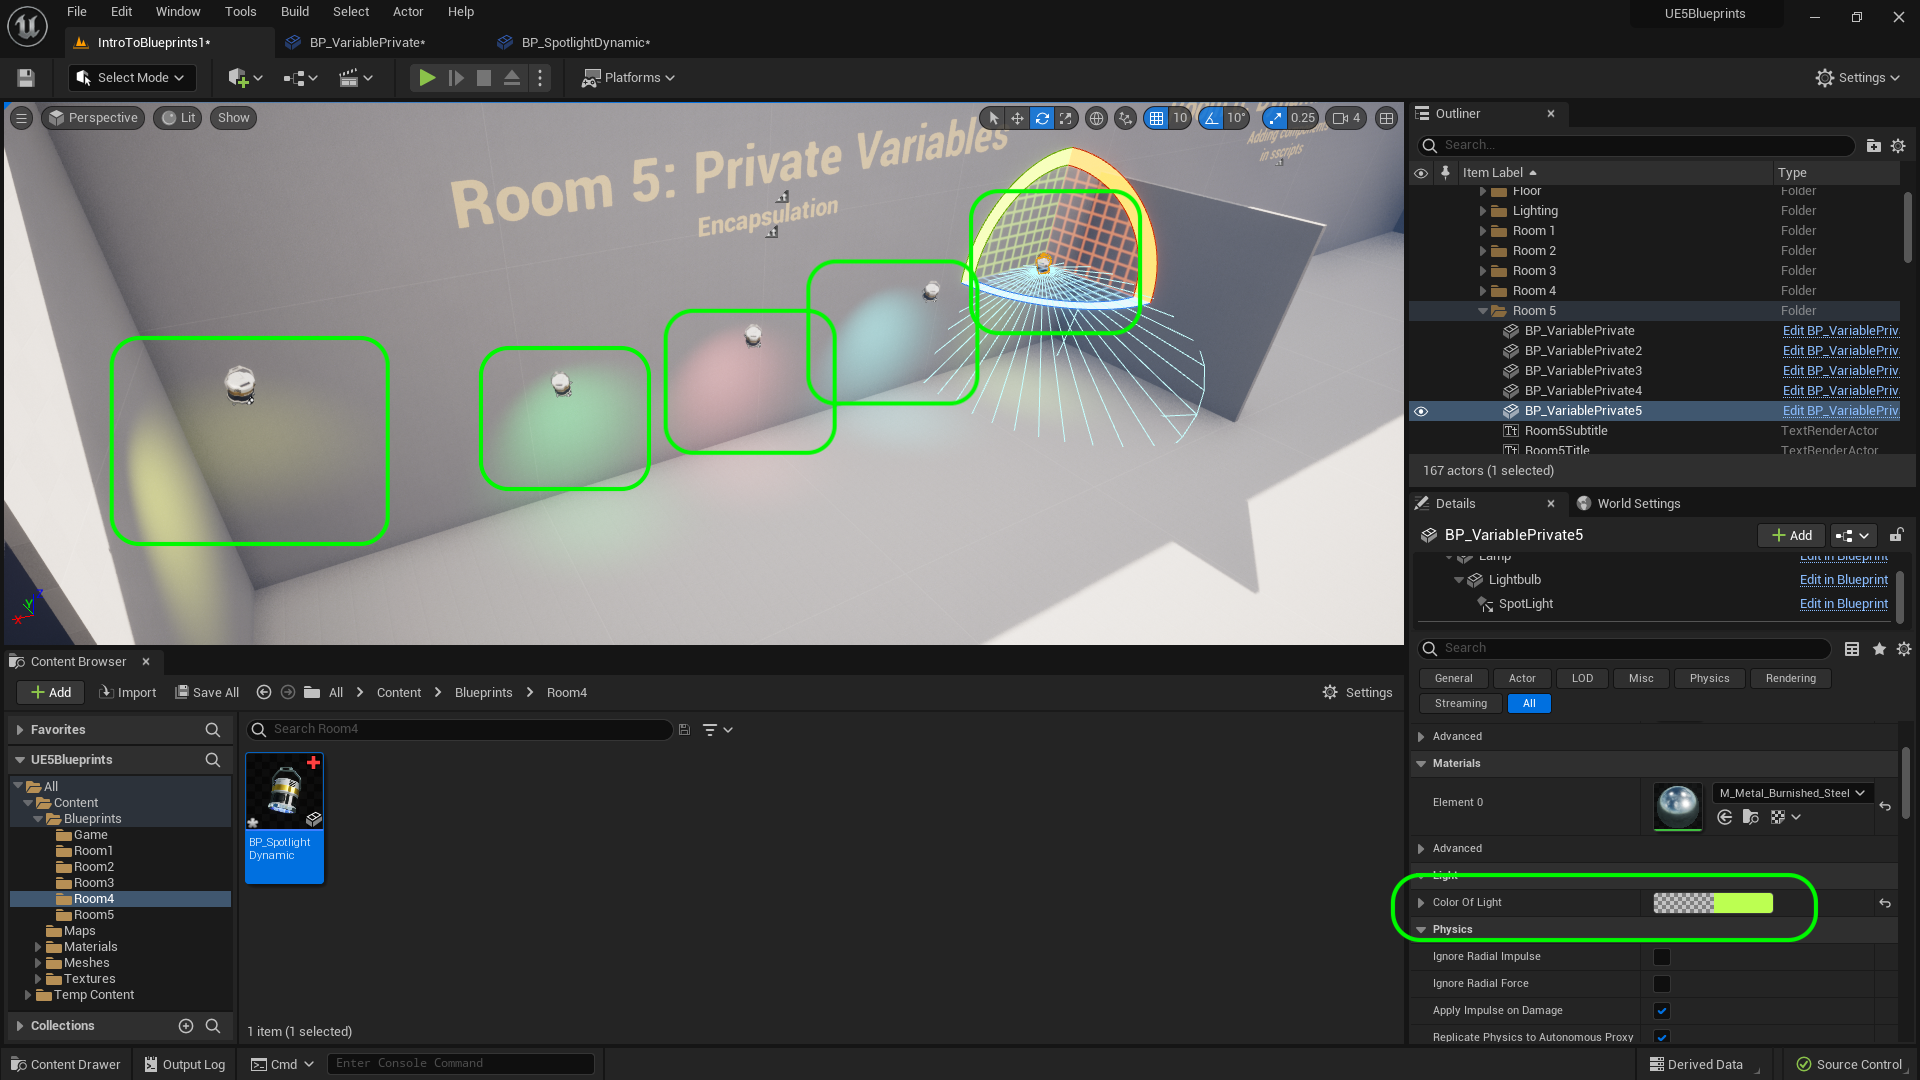 File Edit Window Tools Build Select Actor Help
UE5Blueprints
IntroToBlueprints1*
BP_VariablePrivate*
BP_SpotlightDynamic*
Select Mode
Platforms
Settings
Perspective
Lit
Show
10
10°
0.25
4
Room 5: Private Variables
Encapsulation
Adding components
in sscripts
Outliner
Search...
Item Label
Type
Floor Folder
Lighting Folder
Room 1 Folder
Room 2 Folder
Room 3 Folder
Room 4 Folder
Room 5 Folder
BP_VariablePrivate Edit BP_VariablePriv
BP_VariablePrivate2 Edit BP_VariablePriv
BP_VariablePrivate3 Edit BP_VariablePriv
BP_VariablePrivate4 Edit BP_VariablePriv
BP_VariablePrivate5 Edit BP_VariablePriv
Room5Subtitle TextRenderActor
Room5Title TextRenderActor
167 actors (1 selected)
Details
World Settings
BP_VariablePrivate5
Add
Lamp Edit in Blueprint
Lightbulb Edit in Blueprint
SpotLight Edit in Blueprint
Search
General Actor LOD Misc Physics Rendering
Streaming All
Advanced
Materials
Element 0
M_Metal_Burnished_Steel
Advanced
Light
Color Of Light
Physics
Ignore Radial Impulse
Ignore Radial Force
Apply Impulse on Damage
Replicate Physics to Autonomous Proxy
Content Browser
Add Import Save All All Content Blueprints Room4 Settings
Favorites
UE5Blueprints
All
Content
Blueprints
Game
Room1
Room2
Room3
Room4
Room5
Maps
Materials
Meshes
Textures
Temp Content
Collections
Search Room4
BP_Spotlight
Dynamic
1 item (1 selected)
Content Drawer
Output Log
Cmd
Enter Console Command
Derived Data
Source Control